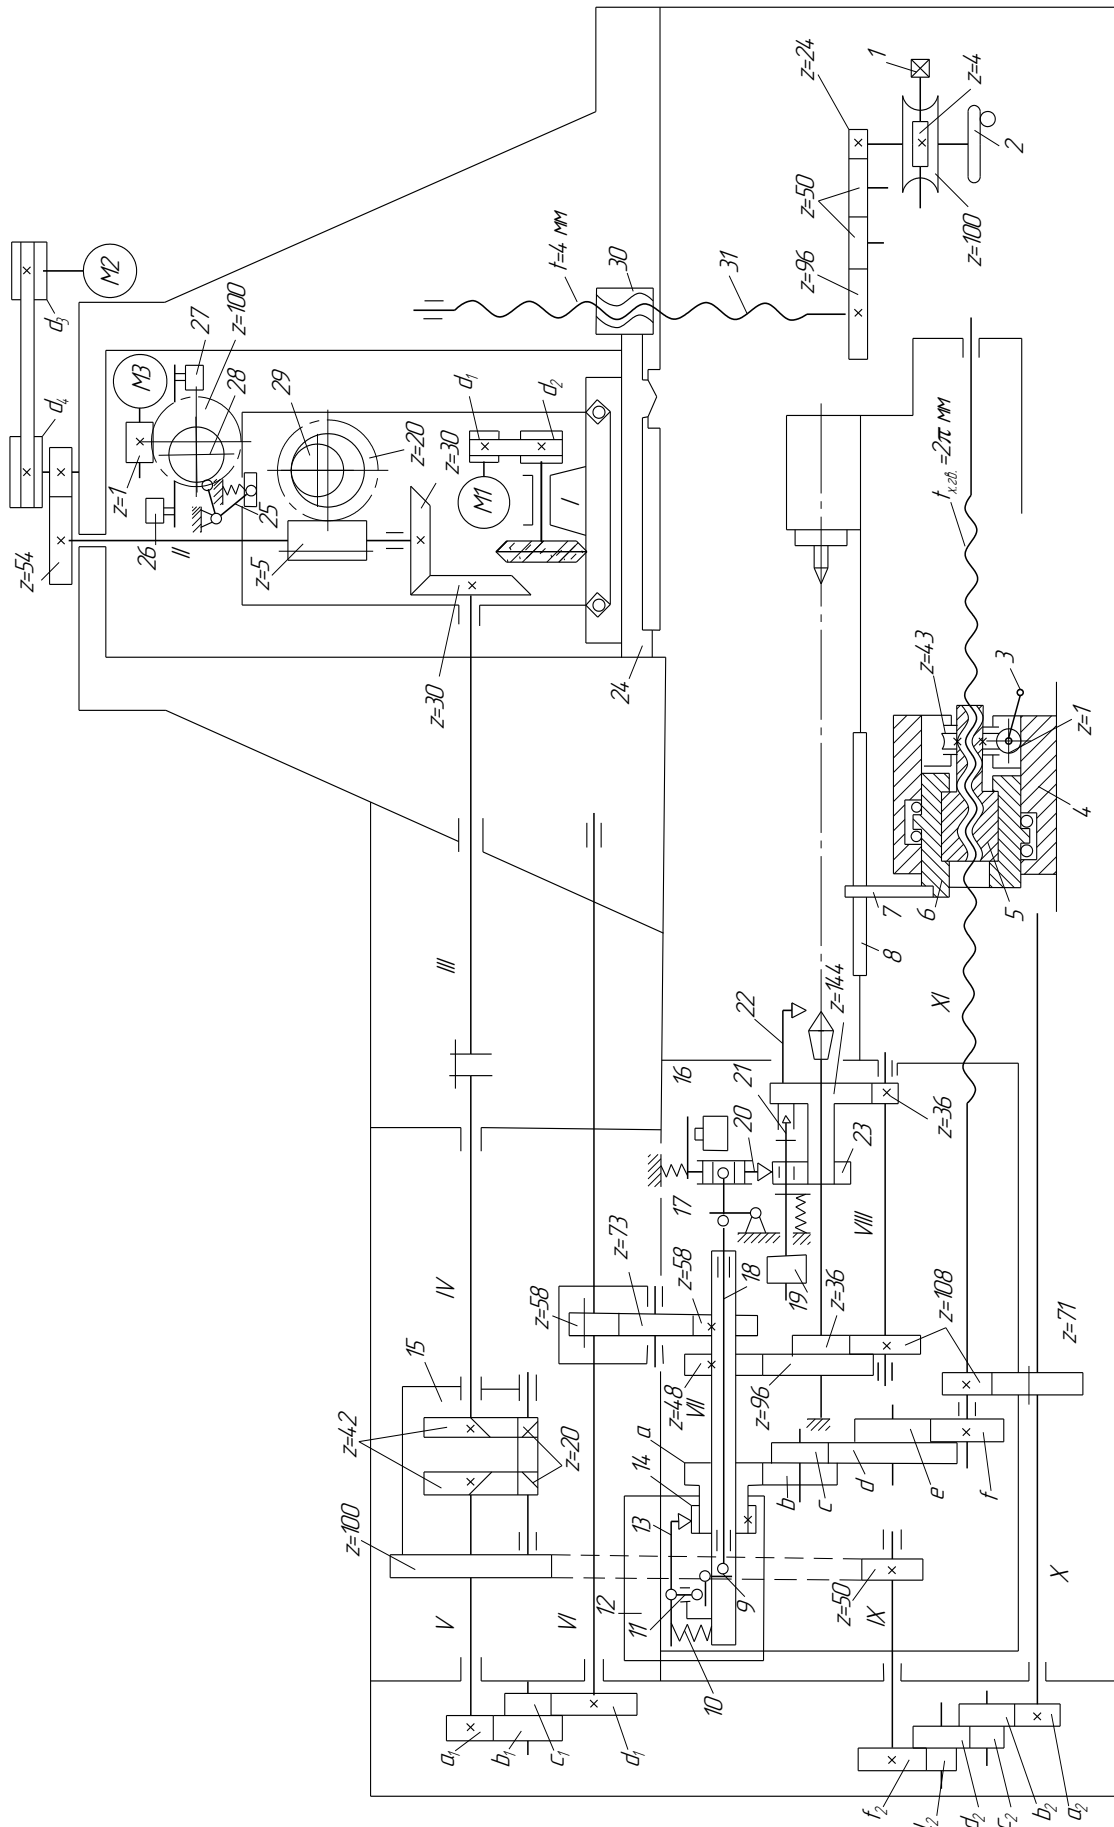 z=24
1
z=4
2
z=50
z=100
z=96
t=4 мм
30
31
M2
d₃
d₄
27
z=100
28
M3
29
d₁
d₂
z=20
z=30
z=1
26
II
25
z=5
M1
I
z=54
z=30
24
tх.гв.=2π мм
z=43
3
z=1
4
5
6
7
8
III
XI
z=144
22
16
21
20
23
z=36
17
VIII
18
19
z=36
z=108
z=71
z=73
z=58
z=58
IV
15
z=42
z=20
z=48
VII
z=96
a
14
b
c
d
e
f
13
z=100
12
11
9
10
z=50
IX
X
V
VI
a₁
b₁
c₁
d₁
f₂
d₂
b₂
a₂